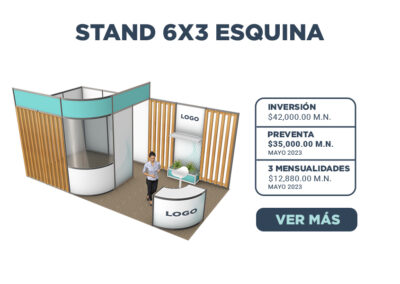 STAND 6X3 ESQUINA
LOGO
LOGO
INVERSIÓN
$42,000.00 M.N.
PREVENTA
$35,000.00 M.N.
MAYO 2023
3 MENSUALIDADES
$12,880.00 M.N.
MAYO 2023
VER MÁS